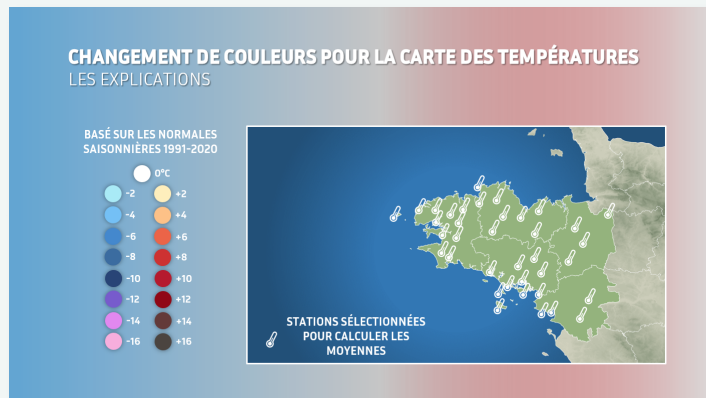 CHANGEMENT DE COULEURS POUR LA CARTE DES TEMPÉRATURES
LES EXPLICATIONS
BASÉ SUR LES NORMALES
SAISONNIÈRES 1991-2020
0°C
-2 +2
-4 +4
-6 +6
-8 +8
-10 +10
-12 +12
-14 +14
-16 +16
STATIONS SÉLECTIONNÉES
POUR CALCULER LES
MOYENNES